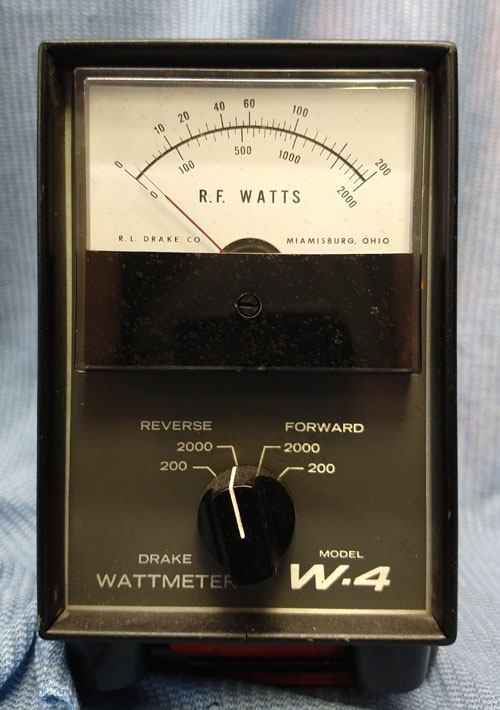 0 10 20 40 60 100 200
0 100 500 1000 2000
R.F. WATTS
R.L. DRAKE CO MIAMISBURG, OHIO
REVERSE FORWARD
2000 2000
200 200
DRAKE MODEL
WATTMETER W·4